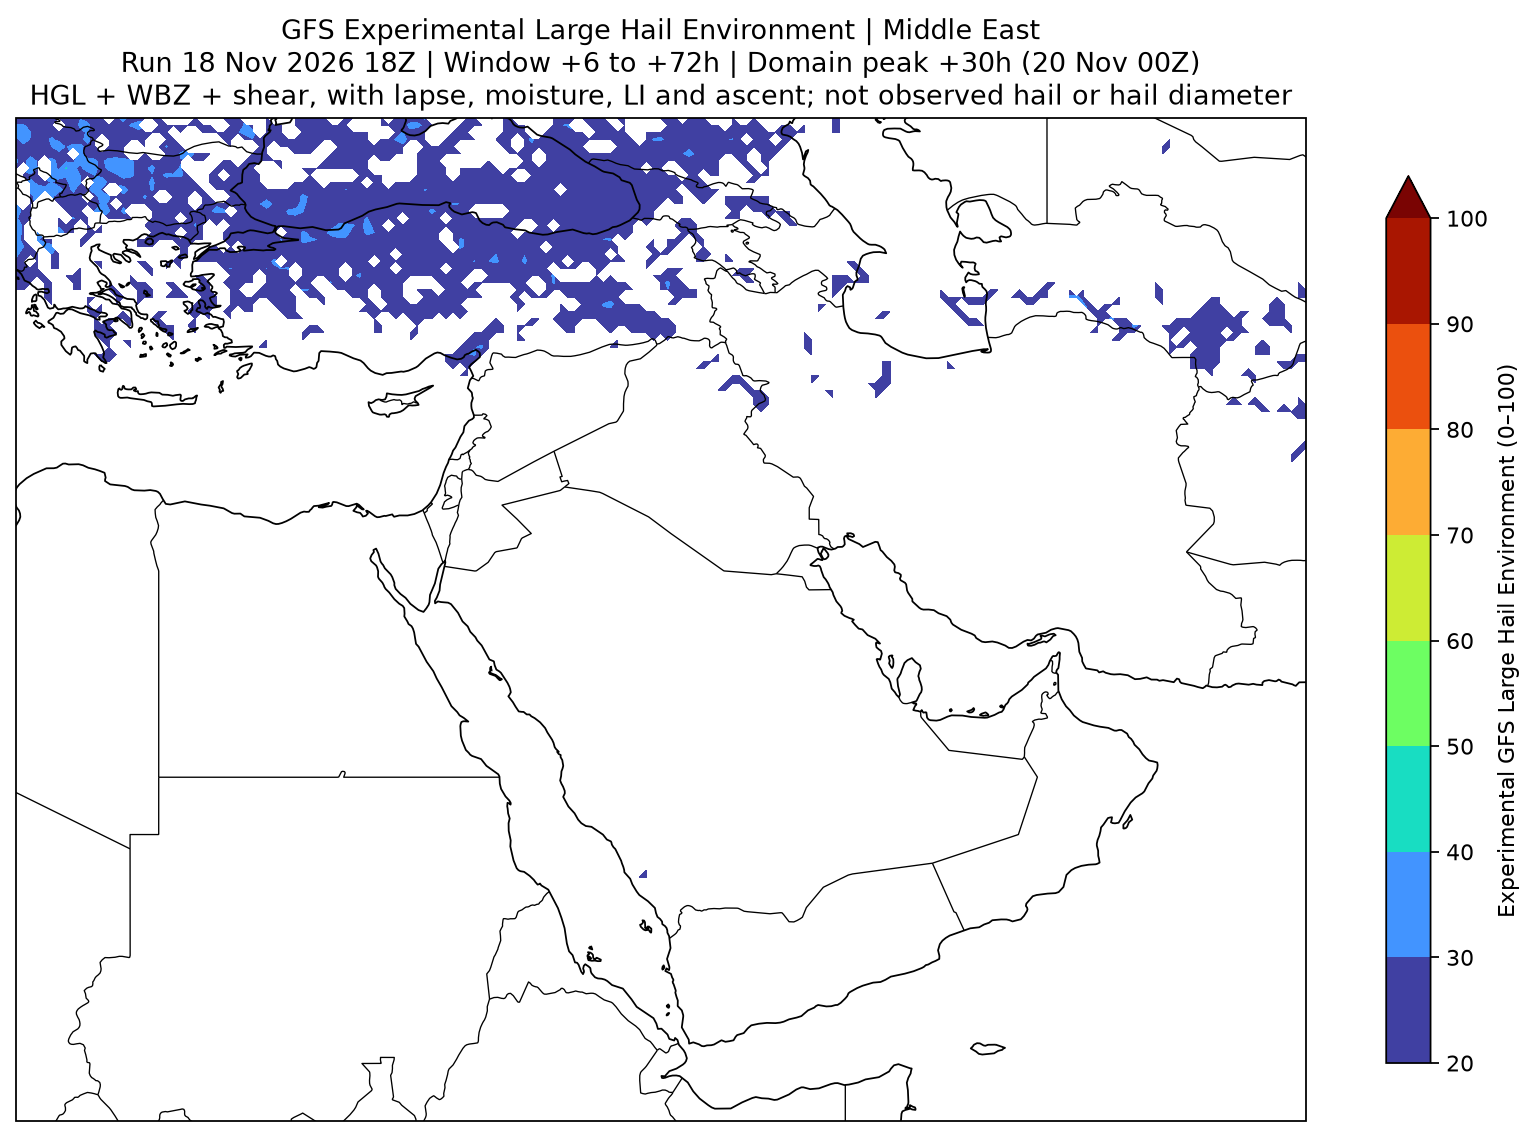 GFS Experimental Large Hail Environment | Middle East
Run 18 Nov 2026 18Z | Window +6 to +72h | Domain peak +30h (20 Nov 00Z)
HGL + WBZ + shear, with lapse, moisture, LI and ascent; not observed hail or hail diameter
100
90
80
70
60
50
40
30
20
Experimental GFS Large Hail Environment (0–100)